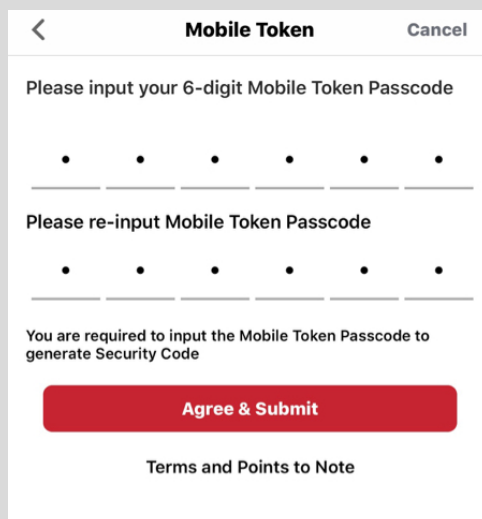 Mobile Token
Cancel
Please input your 6-digit Mobile Token Passcode
Please re-input Mobile Token Passcode
You are required to input the Mobile Token Passcode to
generate Security Code
Agree & Submit
Terms and Points to Note